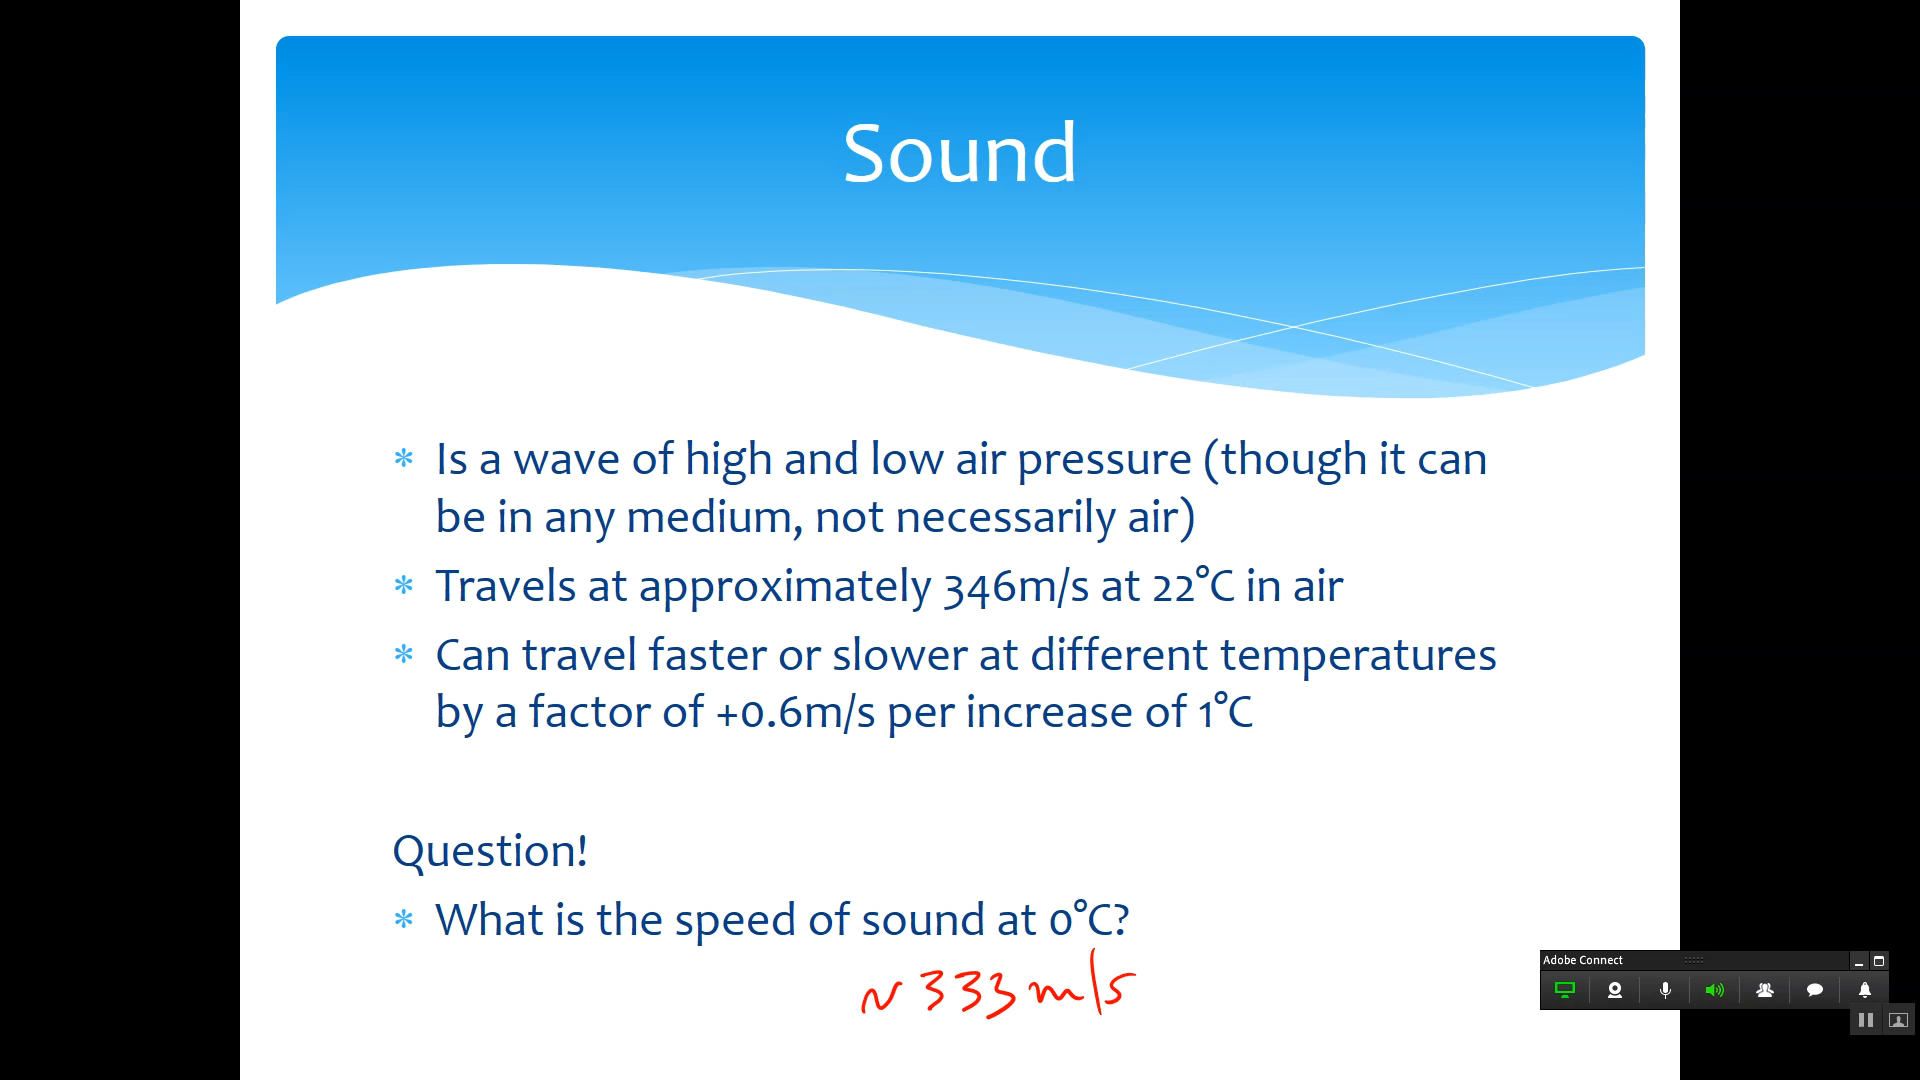 Sound
* Is a wave of high and low air pressure (though it can
be in any medium, not necessarily air)
* Travels at approximately 346m/s at 22°C in air
* Can travel faster or slower at different temperatures
by a factor of +0.6m/s per increase of 1°C
Question!
* What is the speed of sound at 0°C?
~333m/s
Adobe Connect